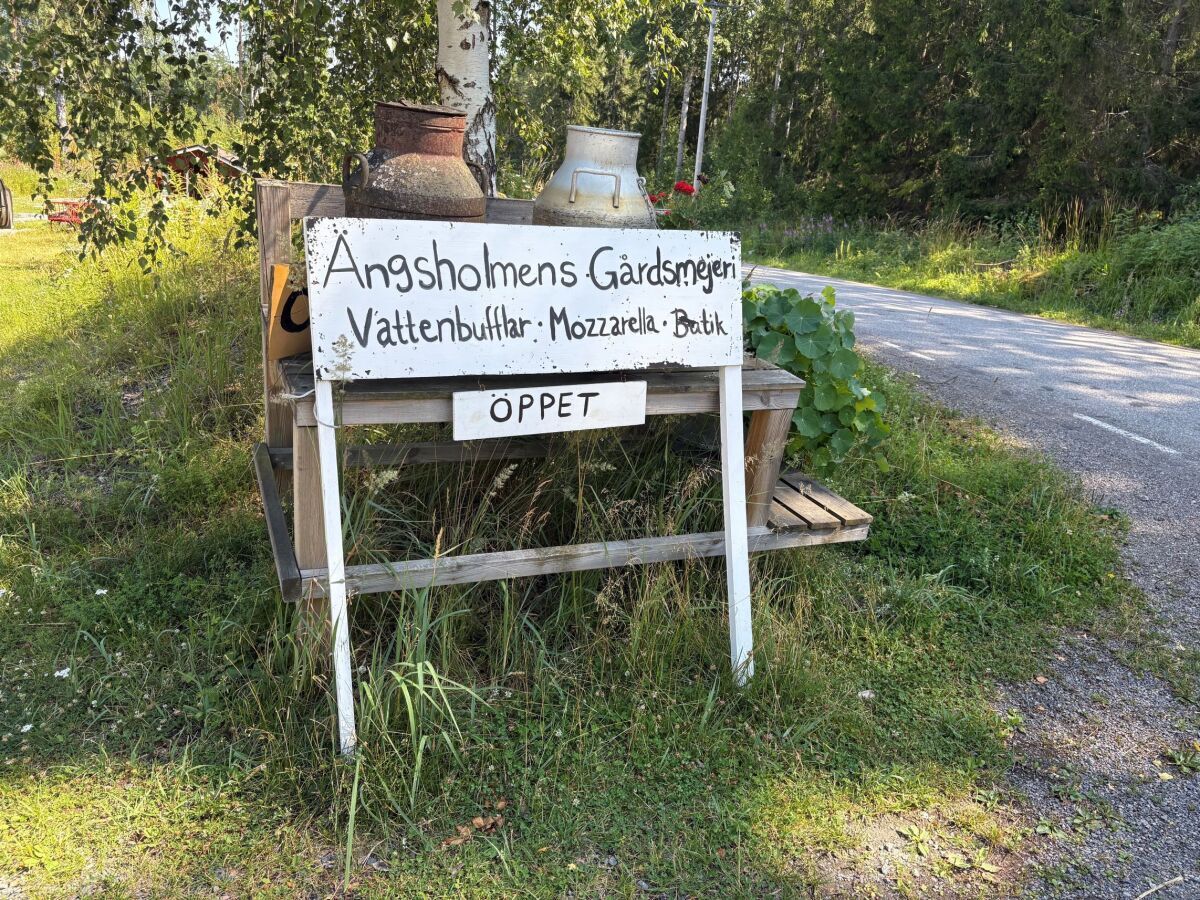 Ängsholmens Gårdsmejeri
Vattenbufflar · Mozzarella · Butik
ÖPPET